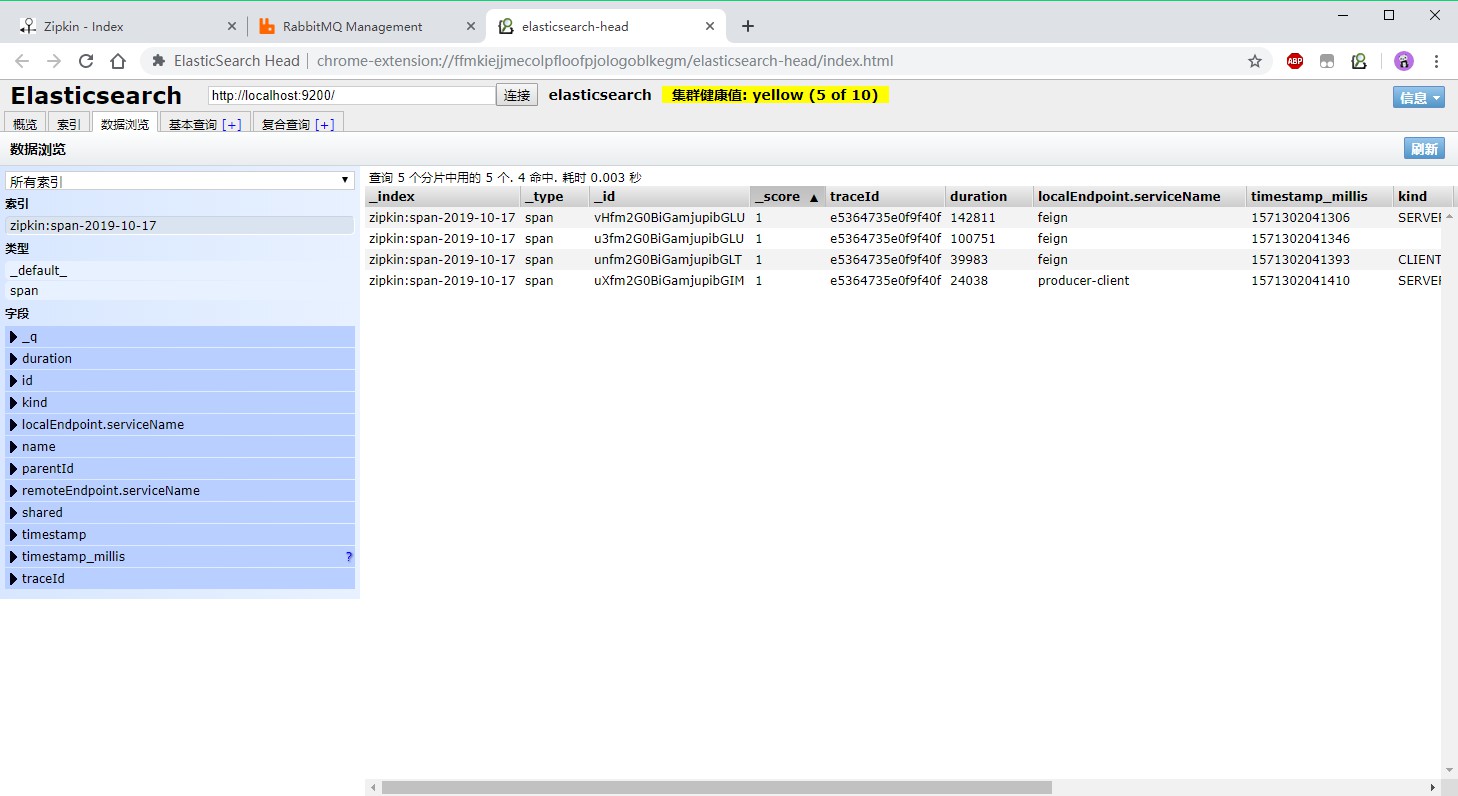 Zipkin - Index
RabbitMQ Management
elasticsearch-head
ElasticSearch Head
chrome-extension://ffmkiejjmecolpfloofpjologoblkegm/elasticsearch-head/index.html
ABP
Elasticsearch http://localhost:9200/ 连接 elasticsearch 集群健康值: yellow (5 of 10) 信息
概览 索引 数据浏览 基本查询 [+] 复合查询 [+]
数据浏览 刷新
所有索引
索引
zipkin:span-2019-10-17
类型
_default_
span
字段
_q
duration
id
kind
localEndpoint.serviceName
name
parentId
remoteEndpoint.serviceName
shared
timestamp
timestamp_millis ?
traceId
查询 5 个分片中用的 5 个. 4 命中. 耗时 0.003 秒
_index _type _id _score ▲ traceId duration localEndpoint.serviceName timestamp_millis kind
zipkin:span-2019-10-17 span vHfm2G0BiGamjupibGLU 1 e5364735e0f9f40f 142811 feign 1571302041306 SERVER
zipkin:span-2019-10-17 span u3fm2G0BiGamjupibGLU 1 e5364735e0f9f40f 100751 feign 1571302041346
zipkin:span-2019-10-17 span unfm2G0BiGamjupibGLT 1 e5364735e0f9f40f 39983 feign 1571302041393 CLIENT
zipkin:span-2019-10-17 span uXfm2G0BiGamjupibGIM 1 e5364735e0f9f40f 24038 producer-client 1571302041410 SERVER